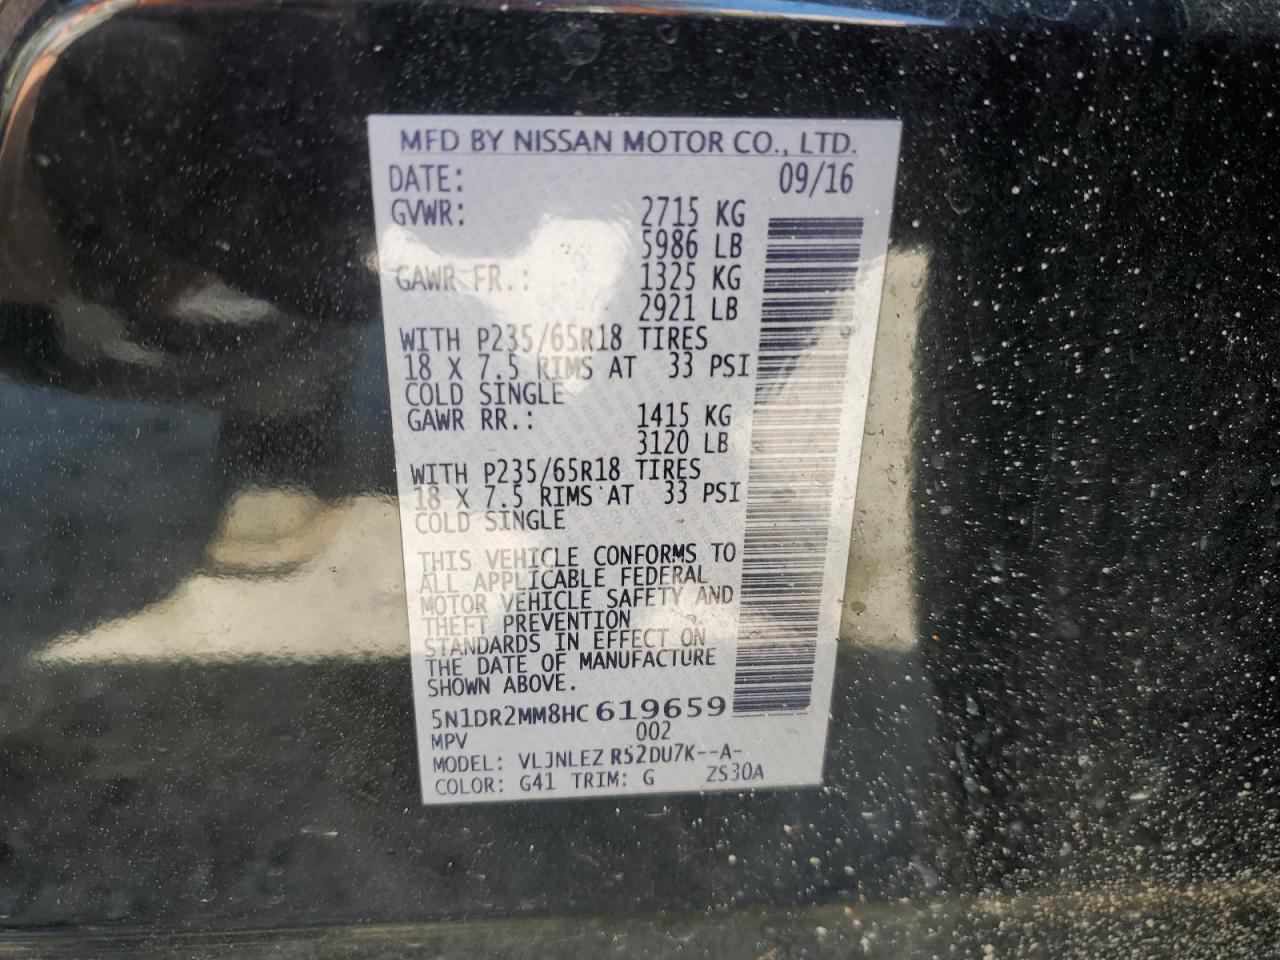 MFD BY NISSAN MOTOR CO., LTD.
DATE: 09/16
GVWR: 2715 KG
5986 LB
GAWR FR.: 1325 KG
2921 LB
WITH P235/65R18 TIRES
18 X 7.5 RIMS AT 33 PSI
COLD SINGLE
GAWR RR.: 1415 KG
3120 LB
WITH P235/65R18 TIRES
18 X 7.5 RIMS AT 33 PSI
COLD SINGLE
THIS VEHICLE CONFORMS TO
ALL APPLICABLE FEDERAL
MOTOR VEHICLE SAFETY AND
THEFT PREVENTION
STANDARDS IN EFFECT ON
THE DATE OF MANUFACTURE
SHOWN ABOVE.
5N1DR2MM8HC 619659
MPV 002
MODEL: VLJNLEZ R52DU7K--A-
COLOR: G41 TRIM: G ZS30A